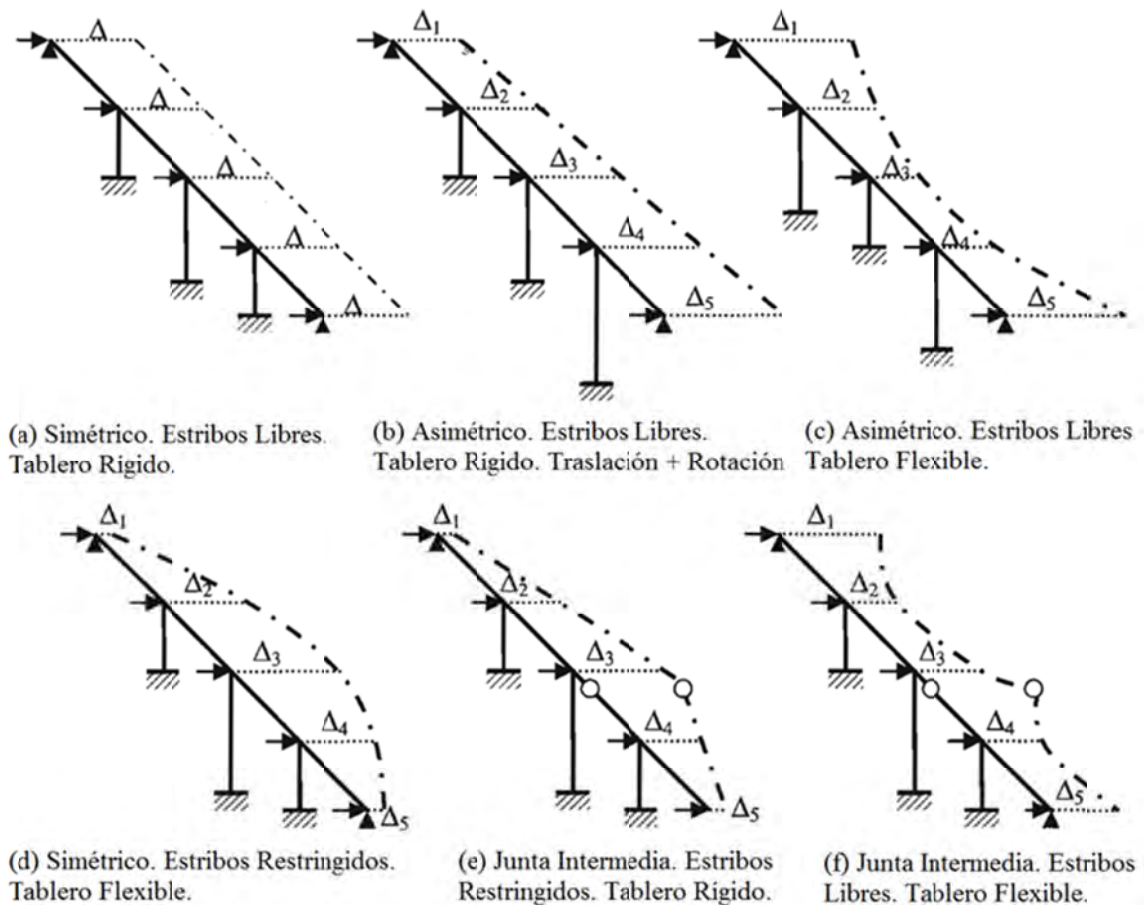 Δ Δ₁ Δ₁
Δ Δ₂ Δ₂
Δ Δ₃ Δ₃
Δ Δ₄ Δ₄
Δ Δ₅ Δ₅
(a) Simétrico. Estribos Libres.
Tablero Rígido.
(b) Asimétrico. Estribos Libres.
Tablero Rígido. Traslación + Rotación
(c) Asimétrico. Estribos Libres
Tablero Flexible.
Δ₁ Δ₁ Δ₁
Δ₂ Δ₂ Δ₂
Δ₃ Δ₃ Δ₃
Δ₄ Δ₄ Δ₄
Δ₅ Δ₅ Δ₅
(d) Simétrico. Estribos Restringidos.
Tablero Flexible.
(e) Junta Intermedia. Estribos
Restringidos. Tablero Rígido.
(f) Junta Intermedia. Estribos
Libres. Tablero Flexible.